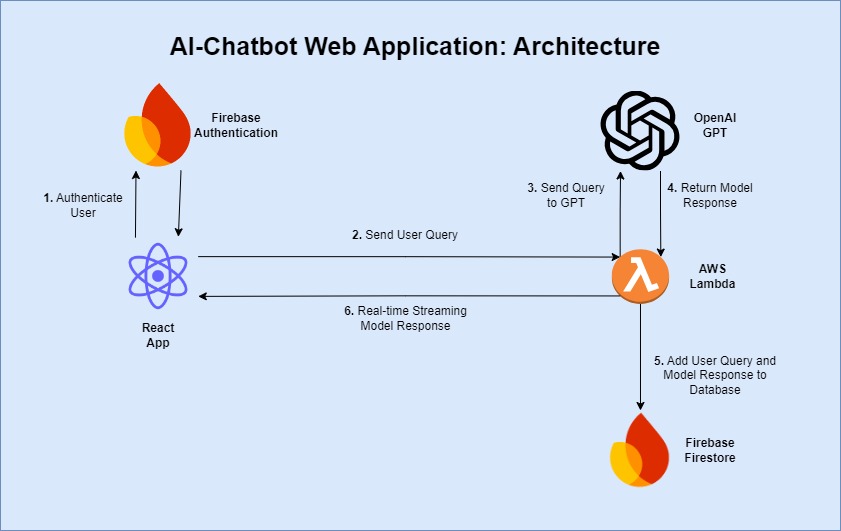 AI-Chatbot Web Application: Architecture
Firebase
Authentication
OpenAI
GPT
1. Authenticate
User
3. Send Query
to GPT
4. Return Model
Response
2. Send User Query
AWS
Lambda
6. Real-time Streaming
Model Response
React
App
5. Add User Query and
Model Response to
Database
Firebase
Firestore